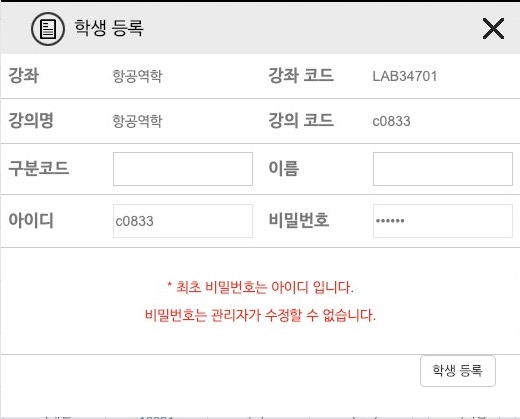 학생 등록
강좌 항공역학 강좌 코드 LAB34701
강의명 항공역학 강의 코드 c0833
구분코드 이름
아이디 c0833 비밀번호 ••••••
* 최초 비밀번호는 아이디 입니다.
비밀번호는 관리자가 수정할 수 없습니다.
학생 등록